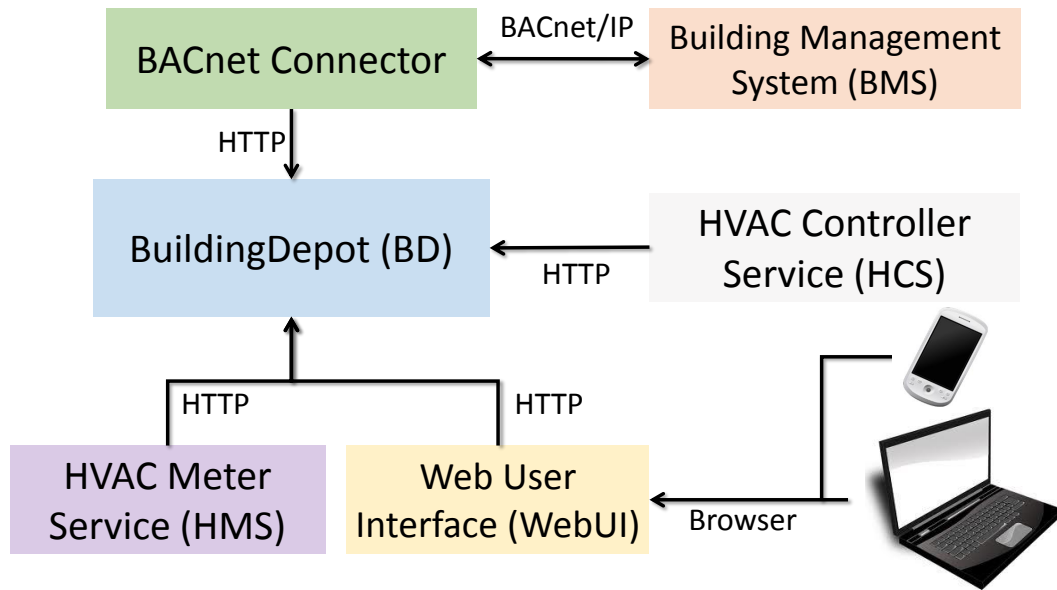 BACnet Connector
BACnet/IP
Building Management
System (BMS)
HTTP
BuildingDepot (BD)
HTTP
HVAC Controller
Service (HCS)
HTTP
HTTP
HVAC Meter
Service (HMS)
Web User
Interface (WebUI)
Browser